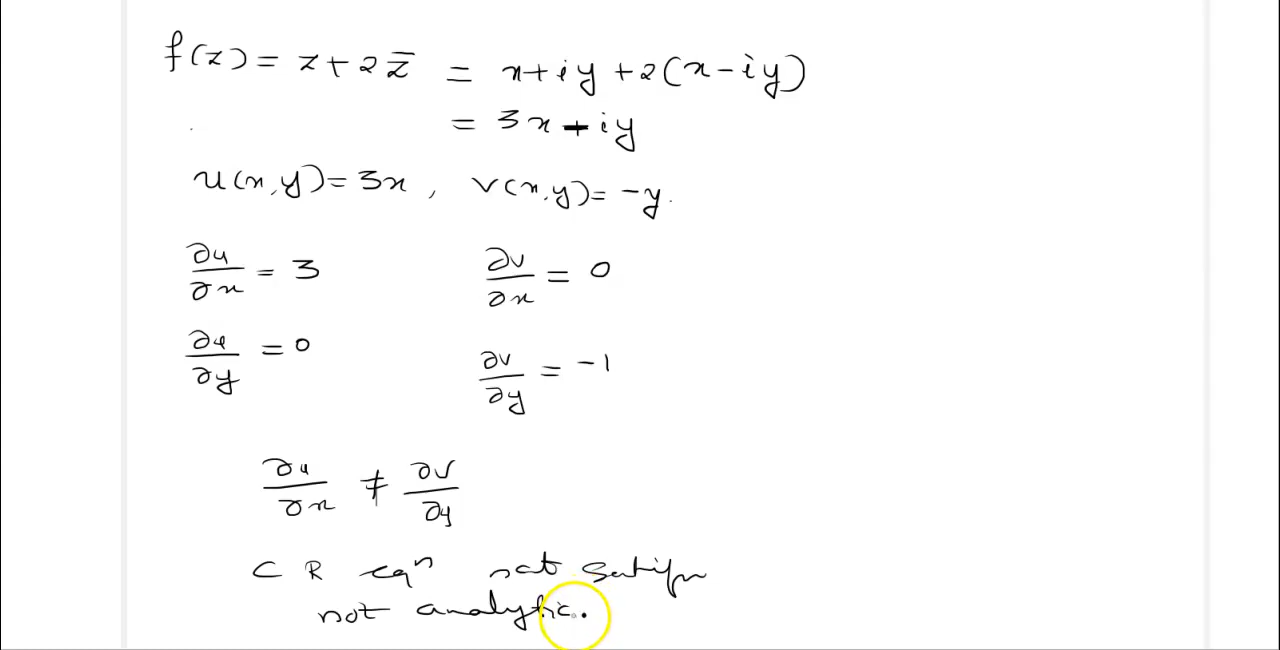 f(z) = z + 2z̄ = x + iy + 2(x - iy)
= 3x - iy
u(x,y) = 3x , v(x,y) = -y.
∂u/∂x = 3 ∂v/∂x = 0
∂u/∂y = 0 ∂v/∂y = -1
∂u/∂x ≠ ∂v/∂y
C R eqⁿ not satisfy
not analytic.